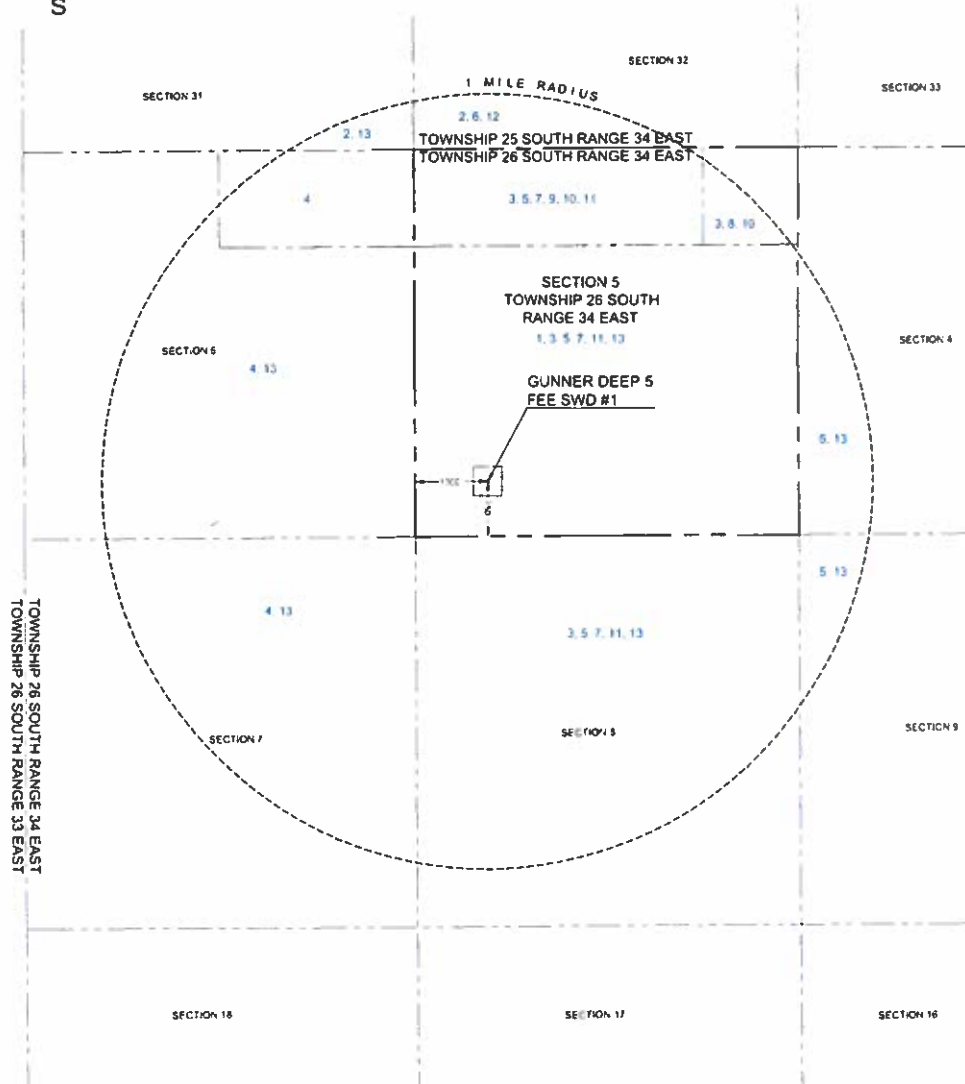 S
SECTION 31
SECTION 32
SECTION 33
1 MILE RADIUS
2, 13
2, 6, 12
TOWNSHIP 25 SOUTH RANGE 34 EAST
TOWNSHIP 26 SOUTH RANGE 34 EAST
4
3, 5, 7, 9, 10, 11
3, 8, 10
SECTION 5
TOWNSHIP 26 SOUTH
RANGE 34 EAST
1, 3, 5, 7, 11, 13
SECTION 6
4, 13
SECTION 4
GUNNER DEEP 5
FEE SWD #1
5, 13
4, 13
3, 5, 7, 11, 13
TOWNSHIP 26 SOUTH RANGE 34 EAST
TOWNSHIP 26 SOUTH RANGE 33 EAST
SECTION 7
SECTION 9
SECTION 18
SECTION 17
SECTION 16